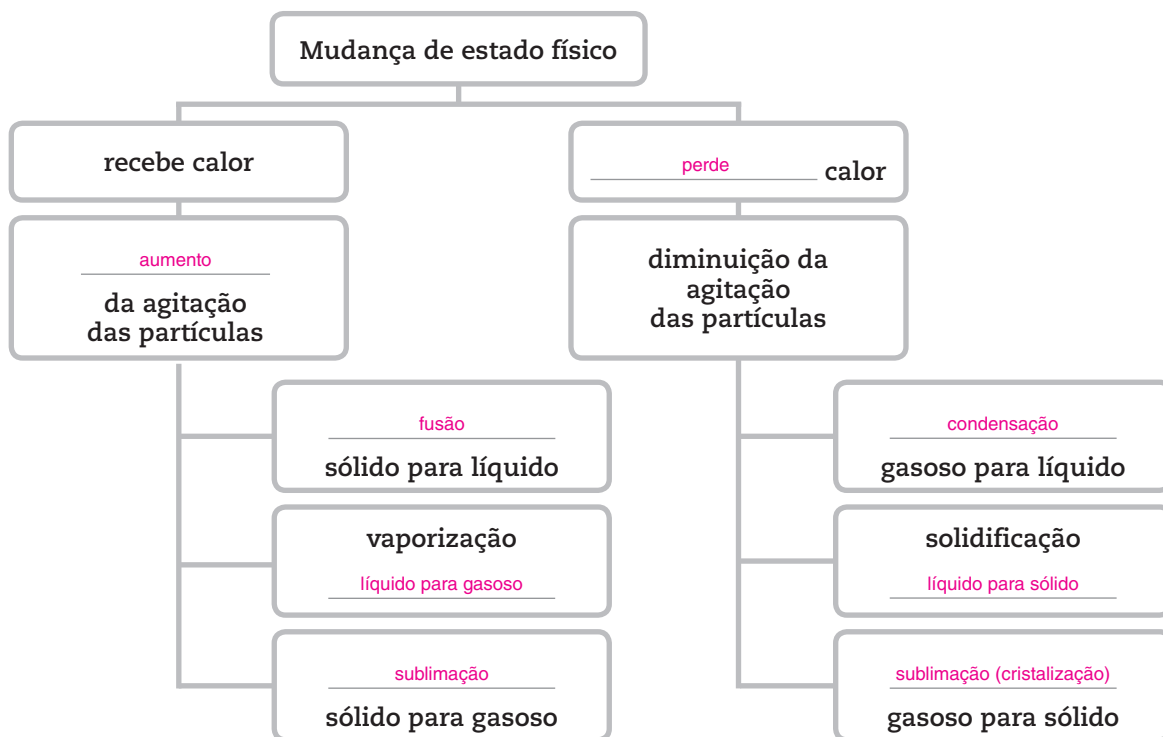 Mudança de estado físico
recebe calor
perde calor
aumento
da agitação
das partículas
diminuição da
agitação
das partículas
fusão
sólido para líquido
condensação
gasoso para líquido
vaporização
líquido para gasoso
solidificação
líquido para sólido
sublimação
sólido para gasoso
sublimação (cristalização)
gasoso para sólido